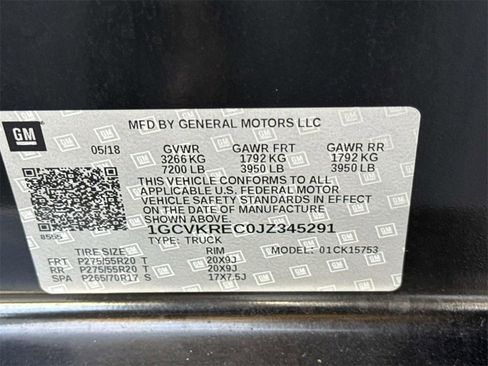 GM
MFD BY GENERAL MOTORS LLC
05/18 GVWR GAWR FRT GAWR RR
3266 KG 1792 KG 1792 KG
7200 LB 3950 LB 3950 LB
THIS VEHICLE CONFORMS TO ALL
APPLICABLE U.S. FEDERAL MOTOR
VEHICLE SAFETY STANDARDS IN EFFECT
ON THE DATE OF MANUFACTURE SHOWN ABOVE.
8555
1GCVKREC0JZ345291
TYPE: TRUCK MODEL: 01CK15753
TIRE SIZE RIM
FRT P275/55R20 T 20X9J
RR P275/55R20 T 20X9J
SPA P265/70R17 S 17X7.5J